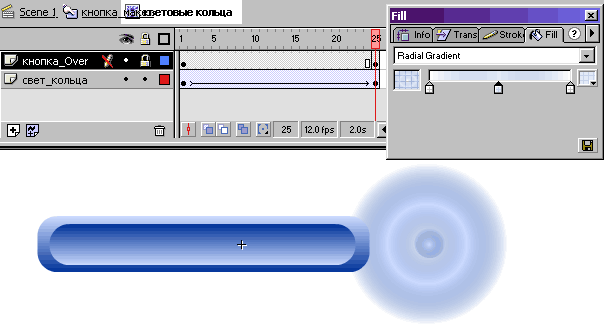 Scene 1 кнопка световые кольца
Fill
Info Trans Strok Fill ?
Radial Gradient
1 5 10 15 20 25
кнопка_Over
свет_кольца
25 12.0 fps 2.0s